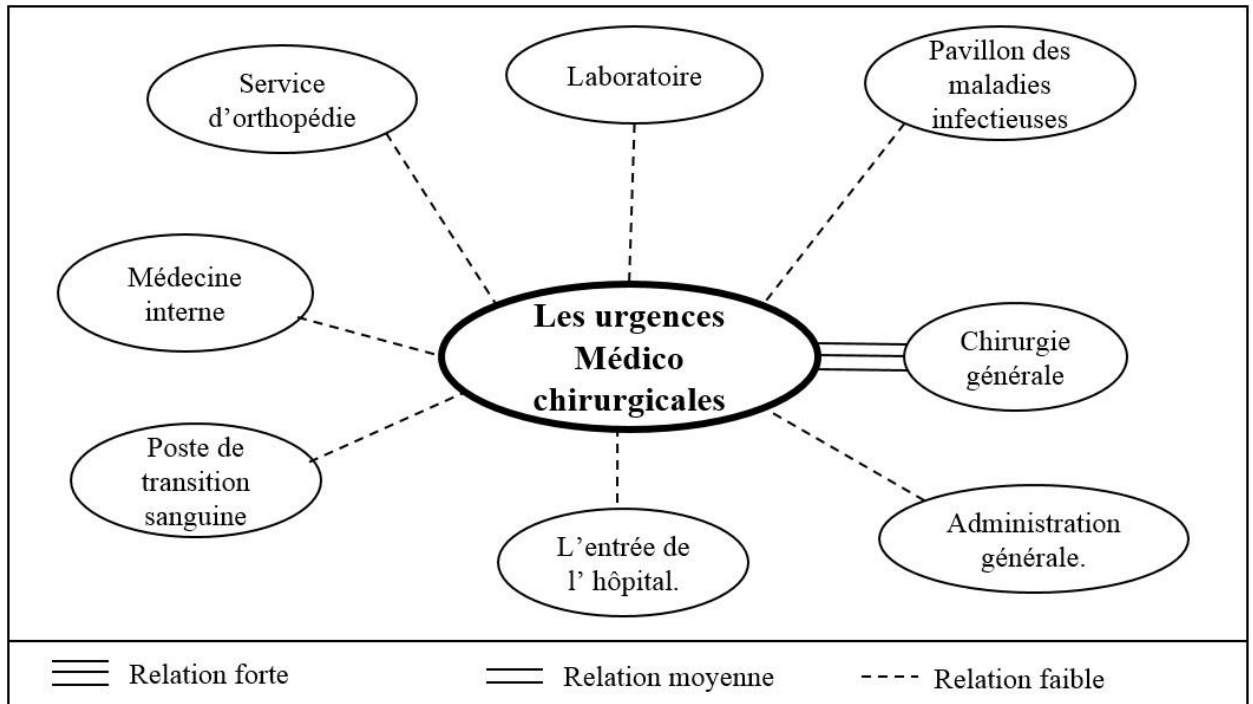 Service
d’orthopédie
Laboratoire
Pavillon des
maladies
infectieuses
Médecine
interne
Les urgences
Médico
chirurgicales
Chirurgie
générale
Poste de
transition
sanguine
L’entrée de
l’ hôpital.
Administration
générale.
Relation forte
Relation moyenne
Relation faible